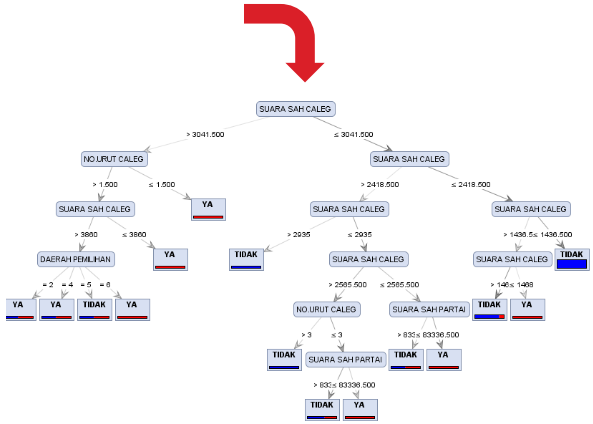 SUARA SAH CALEG
> 3041.500 ≤ 3041.500
NO.URUT CALEG SUARA SAH CALEG
> 1.500 ≤ 1.500 > 2418.500 ≤ 2418.500
SUARA SAH CALEG YA SUARA SAH CALEG SUARA SAH CALEG
> 3860 ≤ 3860 > 2935 ≤ 2935 > 1436.5 ≤ 1436.500
DAERAH PEMILIHAN YA TIDAK SUARA SAH CALEG SUARA SAH CALEG TIDAK
= 2 = 4 = 5 = 6 > 2565.500 ≤ 2565.500 > 146 ≤ 1468
YA YA TIDAK YA NO.URUT CALEG SUARA SAH PARTAI TIDAK YA
> 3 ≤ 3 > 833 ≤ 83336.500
TIDAK SUARA SAH PARTAI TIDAK YA
> 833 ≤ 83336.500
TIDAK YA